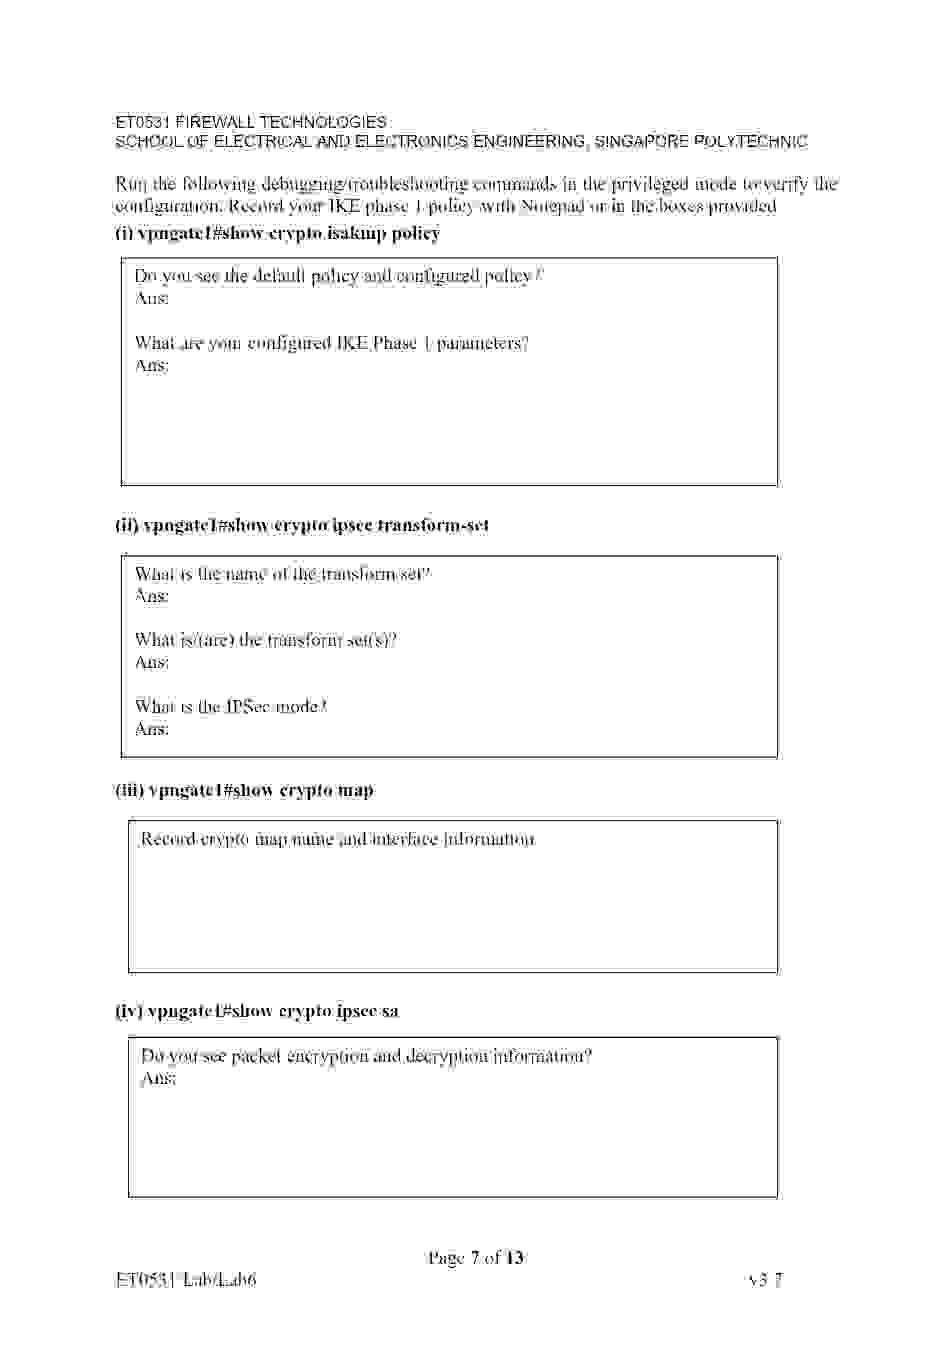 ET0531 FIREWALL TECHNOLOGIES
SCHOOL OF ELECTRICAL AND ELECTRONICS ENGINEERING, SINGAPORE POLYTECHNIC
Run the following debugging/troubleshooting commands in the privileged mode to verify the
configuration. Record your IKE phase 1 policy with Notepad or in the boxes provided
(i) vpngate1#show crypto isakmp policy
Do you see the default policy and configured policy?
Ans:
What are your configured IKE Phase 1 parameters?
Ans:
(ii) vpngate1#show crypto ipsec transform-set
What is the name of the transform set?
Ans:
What is/(are) the transform set(s)?
Ans:
What is the IPSec mode?
Ans:
(iii) vpngate1#show crypto map
Record crypto map name and interface information
(iv) vpngate1#show crypto ipsec sa
Do you see packet encryption and decryption information?
Ans:
Page 7 of 13
ET0531 Lab/Lab6
v3.7